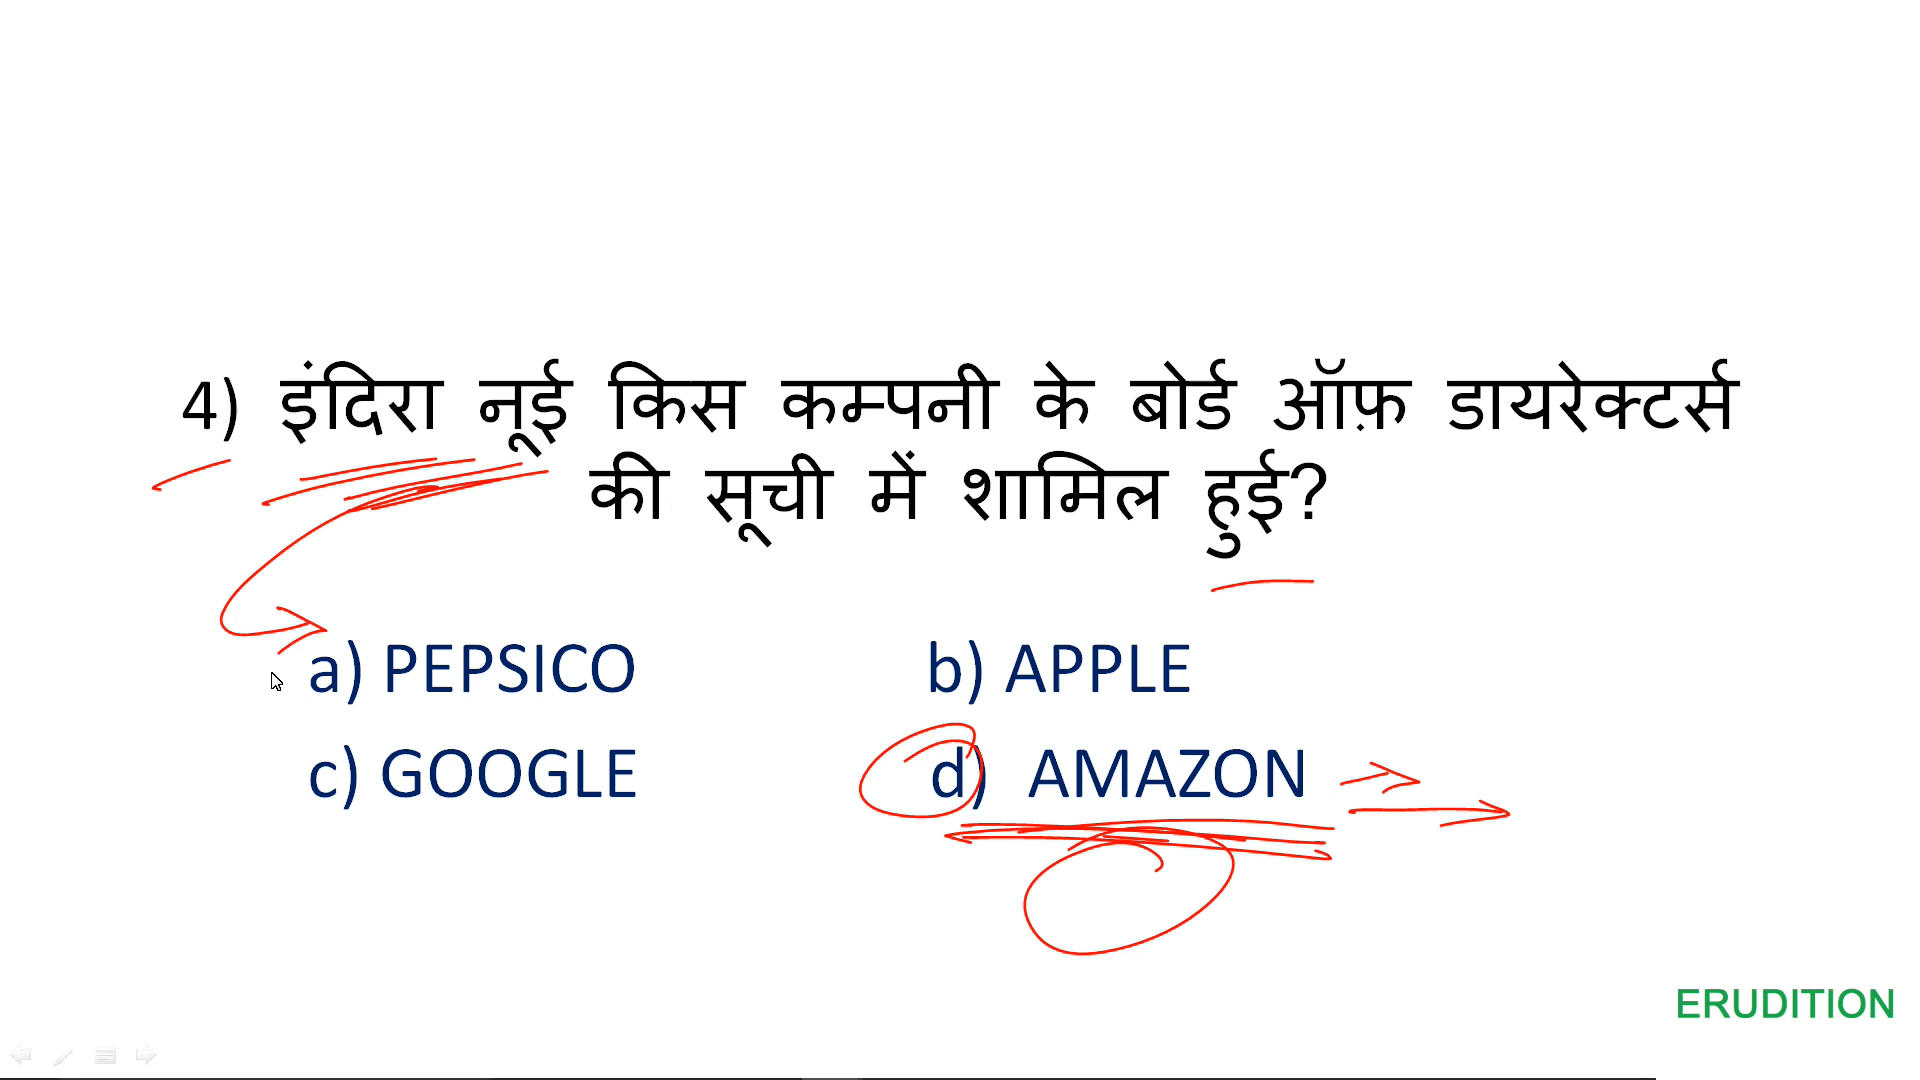 4) इंदिरा नूई किस कम्पनी के बोर्ड ऑफ़ डायरेक्टर्स
की सूची में शामिल हुई?
a) PEPSICO b) APPLE
c) GOOGLE d) AMAZON
ERUDITION